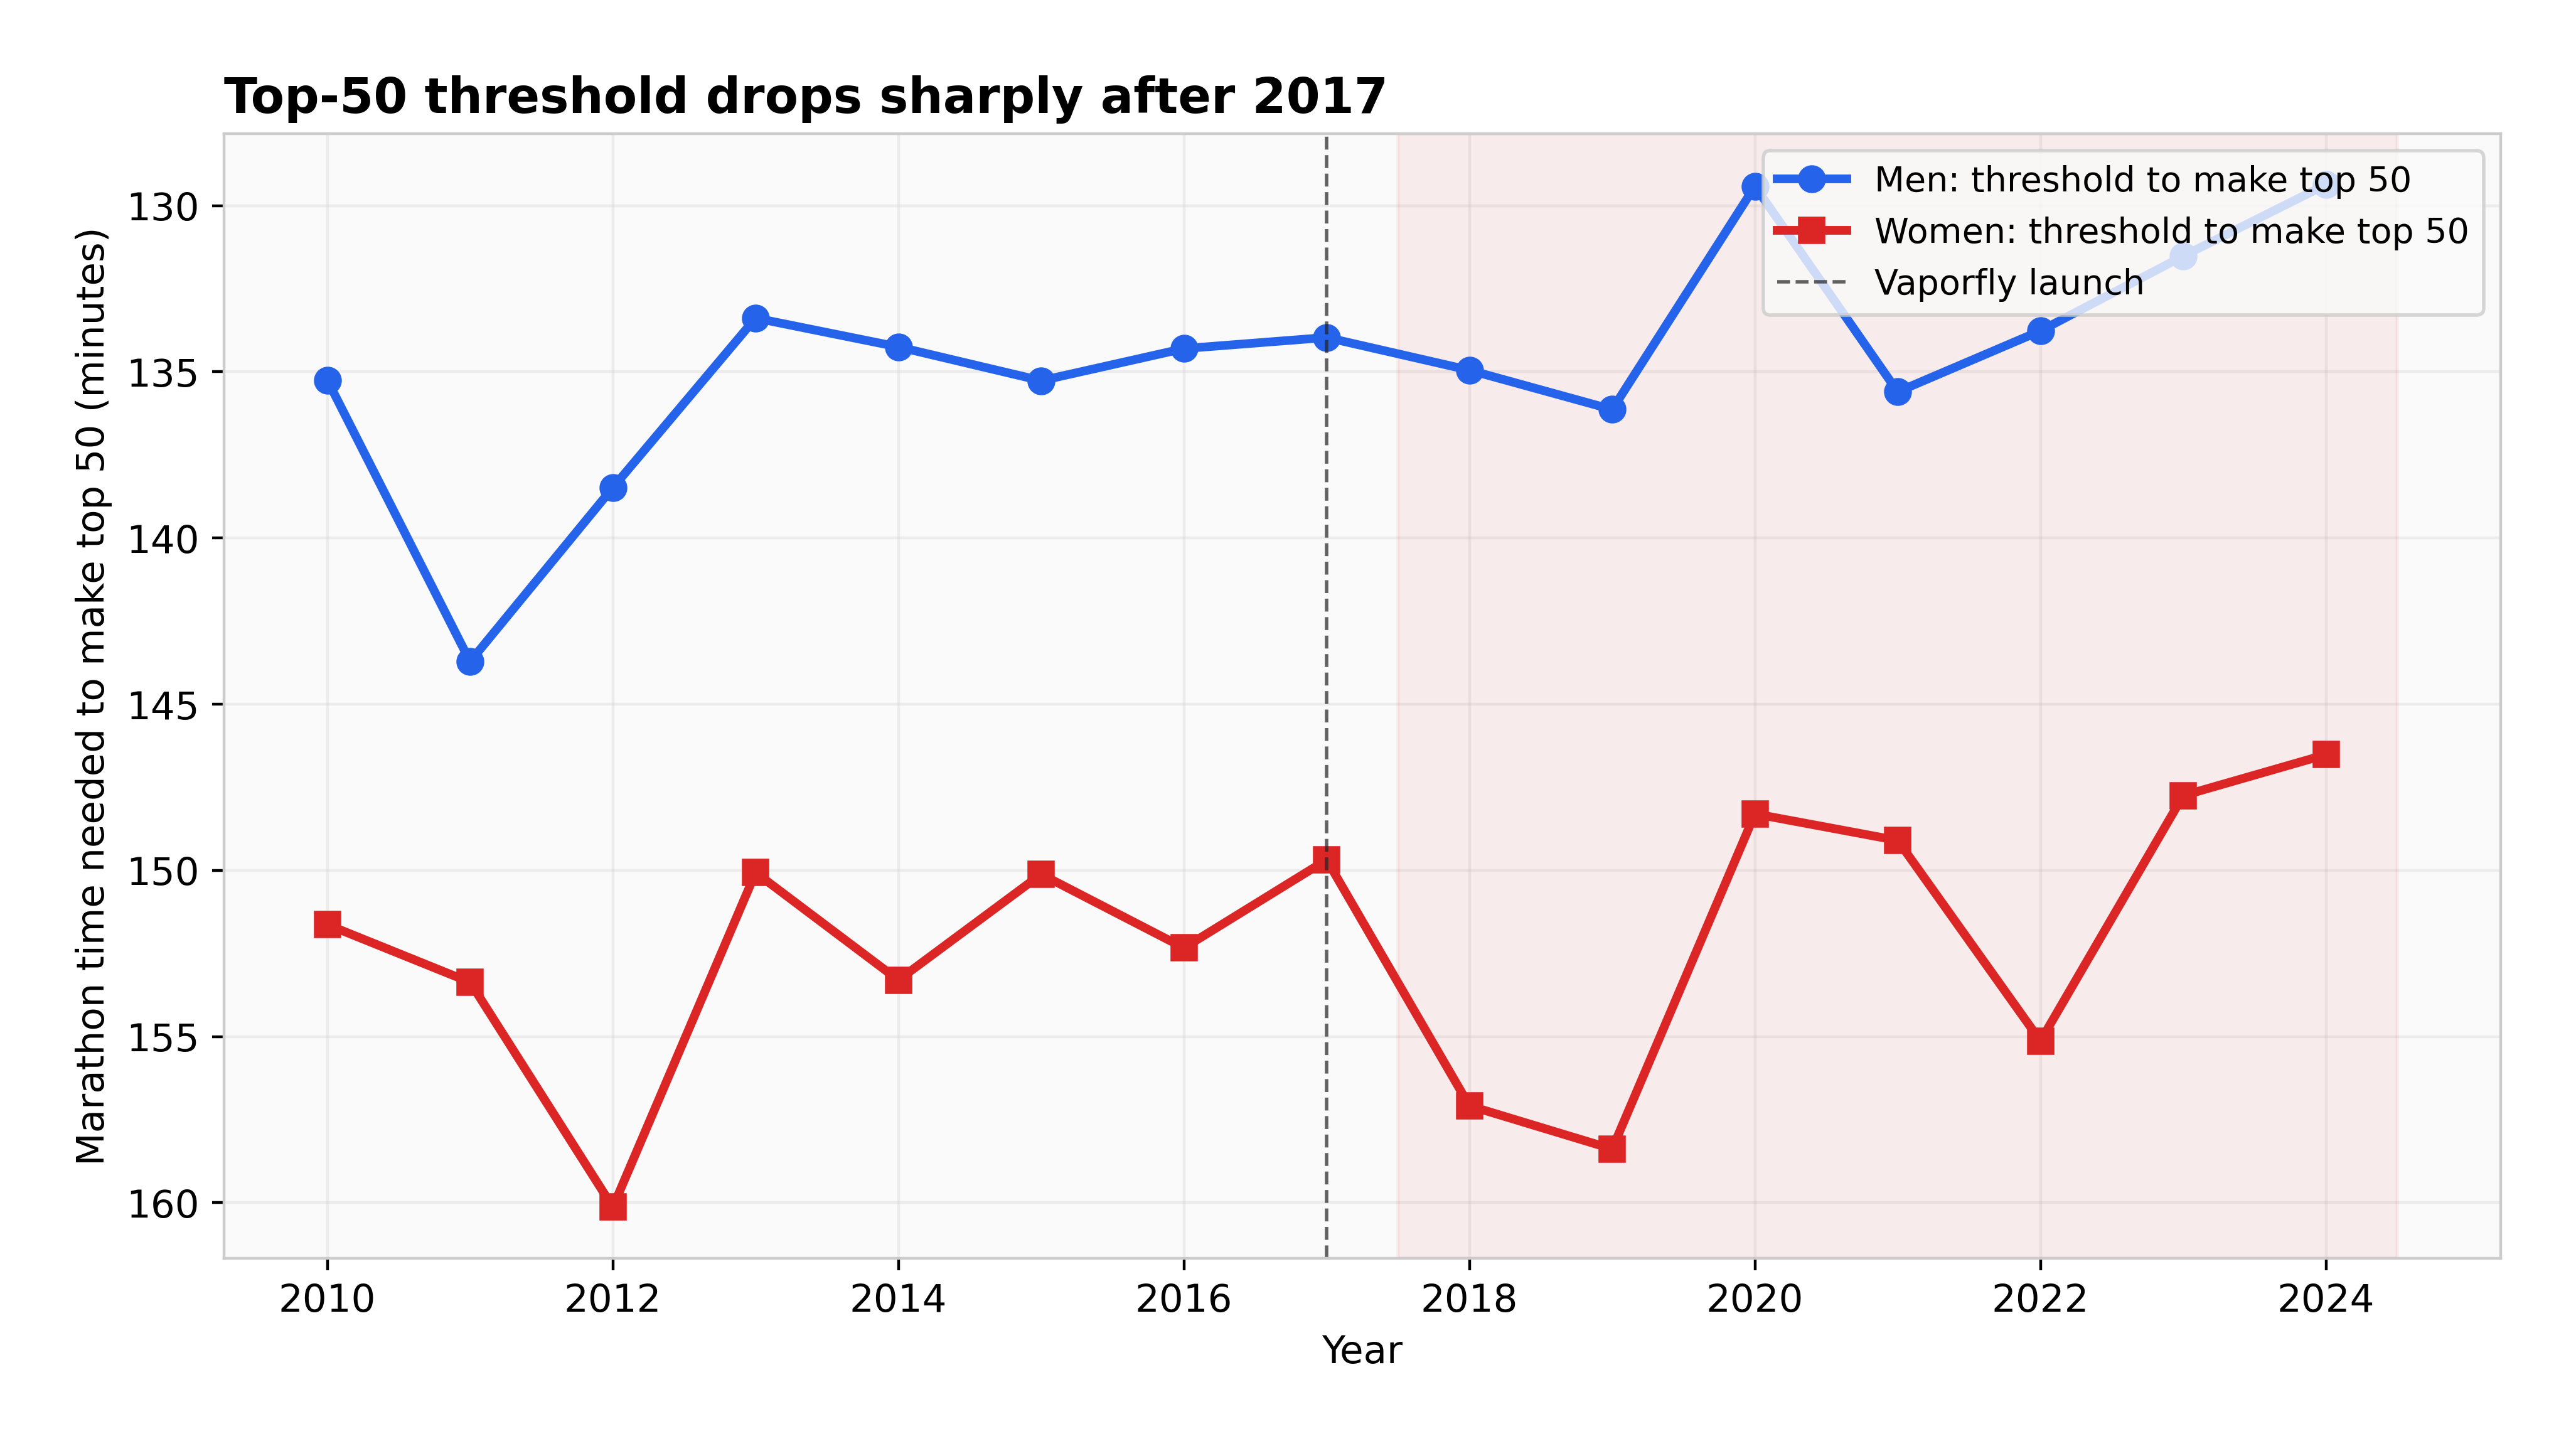 Top-50 threshold drops sharply after 2017
Men: threshold to make top 50
Women: threshold to make top 50
Vaporfly launch
Marathon time needed to make top 50 (minutes)
130
135
140
145
150
155
160
2010 2012 2014 2016 2018 2020 2022 2024
Year